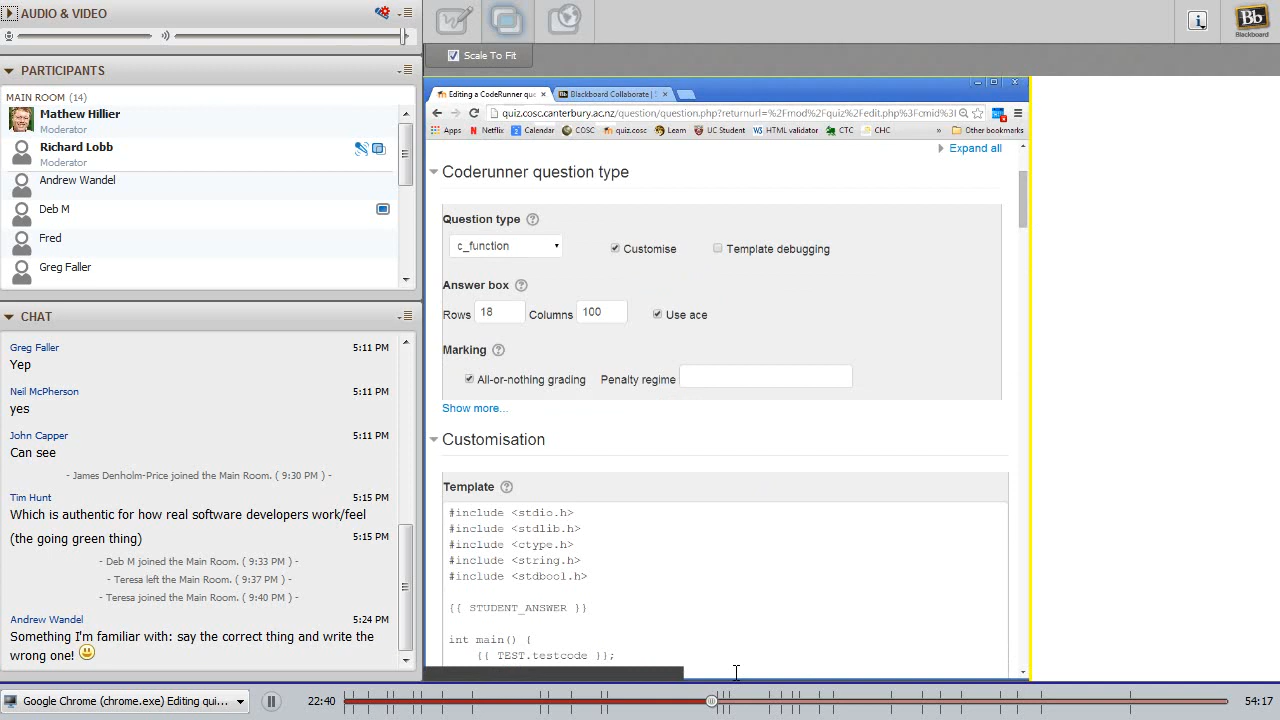 AUDIO & VIDEO
PARTICIPANTS
MAIN ROOM (14)
Mathew Hillier
Moderator
Richard Lobb
Moderator
Andrew Wandel
Deb M
Fred
Greg Faller
CHAT
Greg Faller 5:11 PM
Yep
Neil McPherson 5:11 PM
yes
John Capper 5:11 PM
Can see
- James Denholm-Price joined the Main Room. ( 9:30 PM ) -
Tim Hunt 5:15 PM
Which is authentic for how real software developers work/feel
(the going green thing) 5:15 PM
- Deb M joined the Main Room. ( 9:33 PM ) -
- Teresa left the Main Room. ( 9:37 PM ) -
- Teresa joined the Main Room. ( 9:40 PM ) -
Andrew Wandel 5:24 PM
Something I'm familiar with: say the correct thing and write the
wrong one!
Bb
Blackboard
Scale To Fit
Editing a CodeRunner que
Blackboard Collaborate | S
quiz.cosc.canterbury.ac.nz/question/question.php?returnurl=%2Fmod%2Fquiz%2Fedit.php%3Fcmid%3
Apps Netflix Calendar COSC quiz.cosc Learn UC Student HTML validator CTC CHC » Other bookmarks
Expand all
Coderunner question type
Question type
c_function Customise Template debugging
Answer box
Rows 18 Columns 100 Use ace
Marking
All-or-nothing grading Penalty regime
Show more...
Customisation
Template
#include <stdio.h>
#include <stdlib.h>
#include <ctype.h>
#include <string.h>
#include <stdbool.h>
{{ STUDENT_ANSWER }}
int main() {
{{ TEST.testcode }};
Google Chrome (chrome.exe) Editing qui... 22:40 54:17